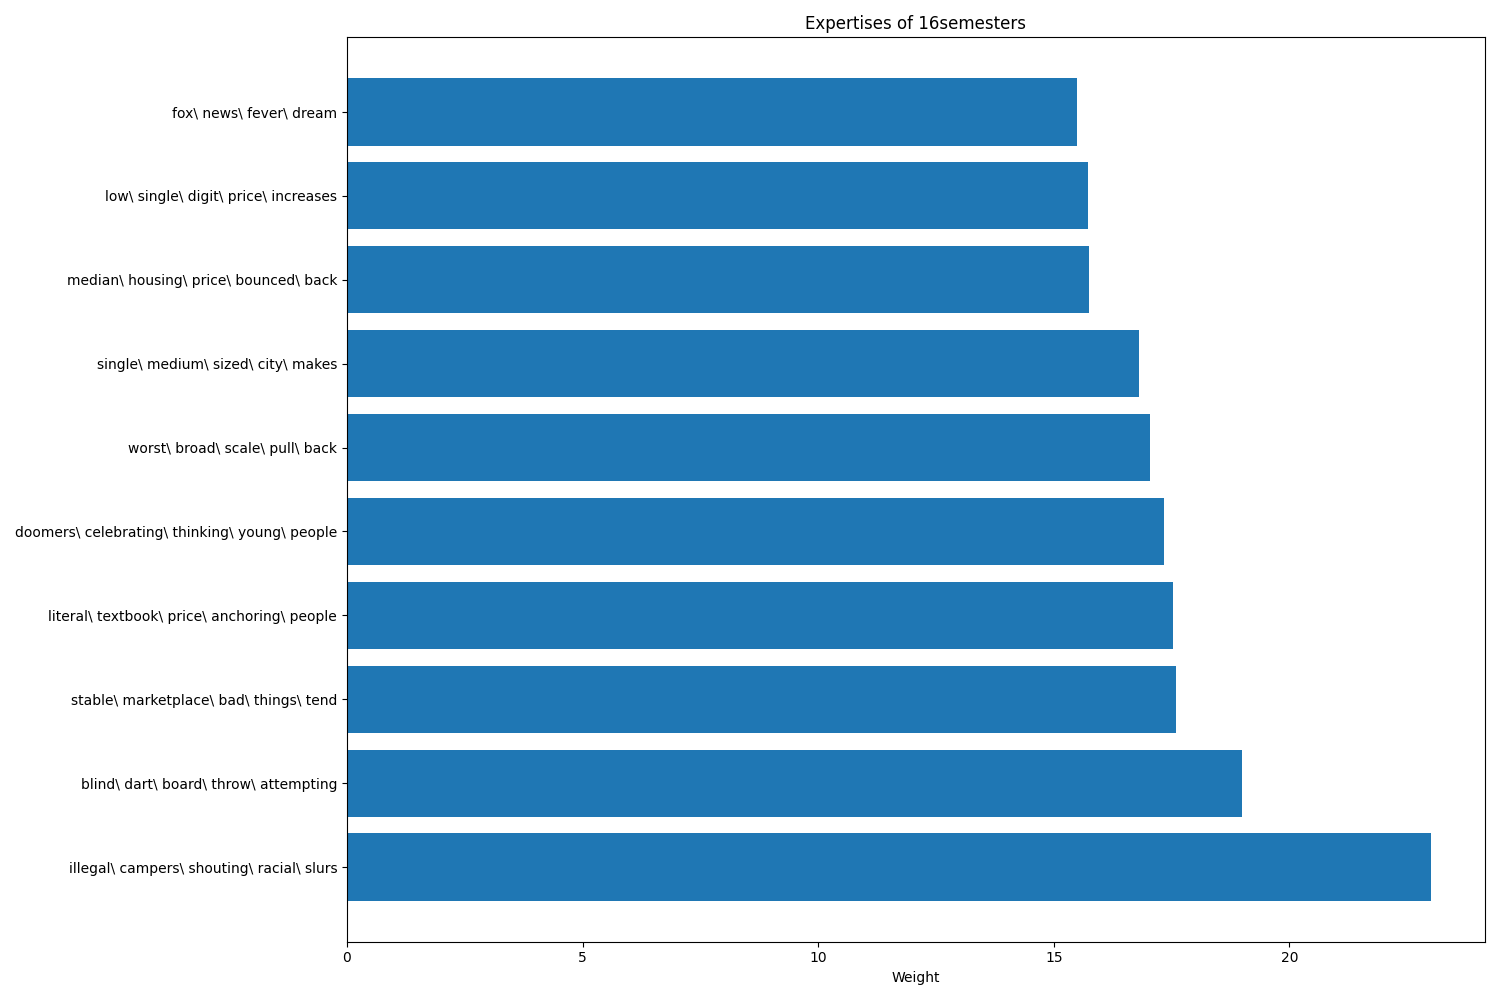 Expertises of 16semesters
fox\ news\ fever\ dream
low\ single\ digit\ price\ increases
median\ housing\ price\ bounced\ back
single\ medium\ sized\ city\ makes
worst\ broad\ scale\ pull\ back
doomers\ celebrating\ thinking\ young\ people
literal\ textbook\ price\ anchoring\ people
stable\ marketplace\ bad\ things\ tend
blind\ dart\ board\ throw\ attempting
illegal\ campers\ shouting\ racial\ slurs
0 5 10 15 20
Weight